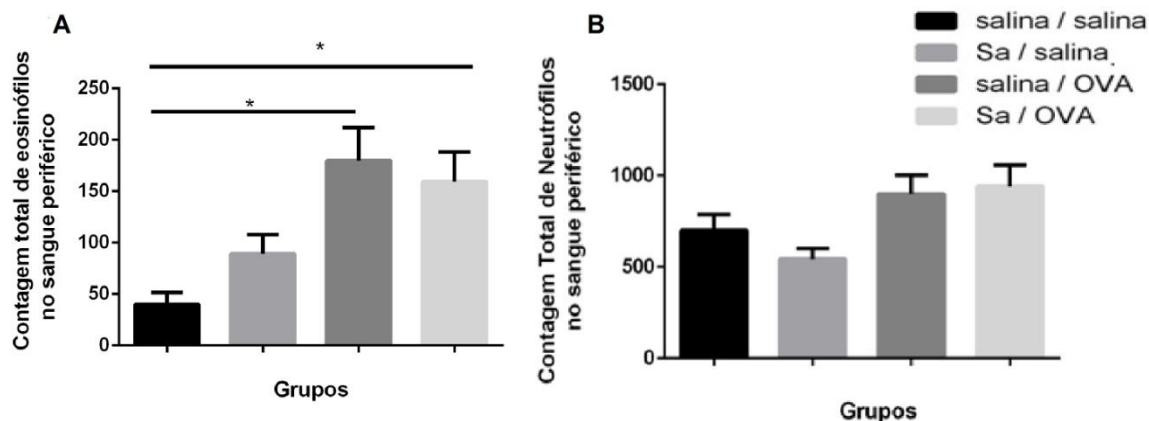 A
*
*
250
200
150
100
50
0
Contagem total de eosinófilos
no sangue periférico
Grupos
B
salina / salina
Sa / salina
salina / OVA
Sa / OVA
1500
1000
500
0
Contagem Total de Neutrófilos
no sangue periférico
Grupos